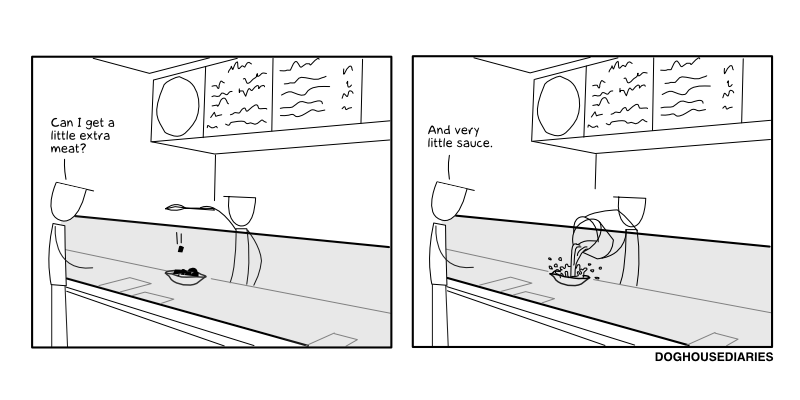 Can I get a
little extra
meat?
And very
little sauce.
DOGHOUSEDIARIES